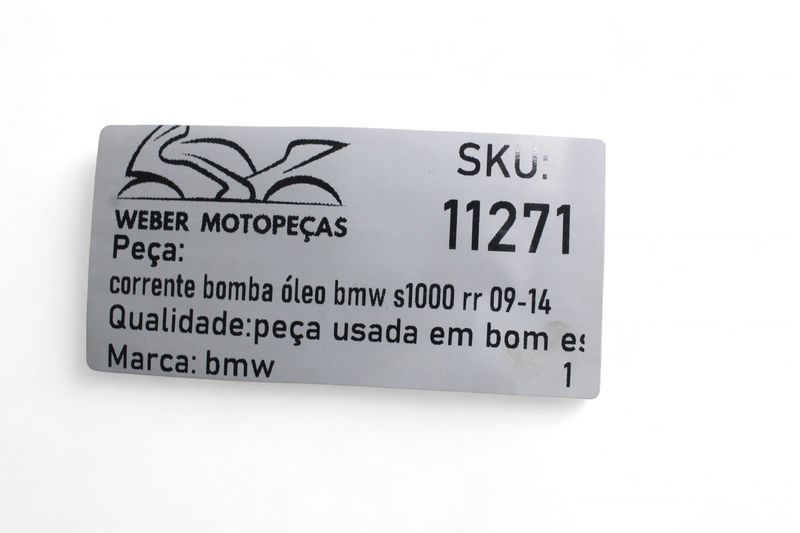 WEBER MOTOPEÇAS
SKU:
11271
Peça:
corrente bomba óleo bmw s1000 rr 09-14
Qualidade:peça usada em bom es
Marca: bmw
1